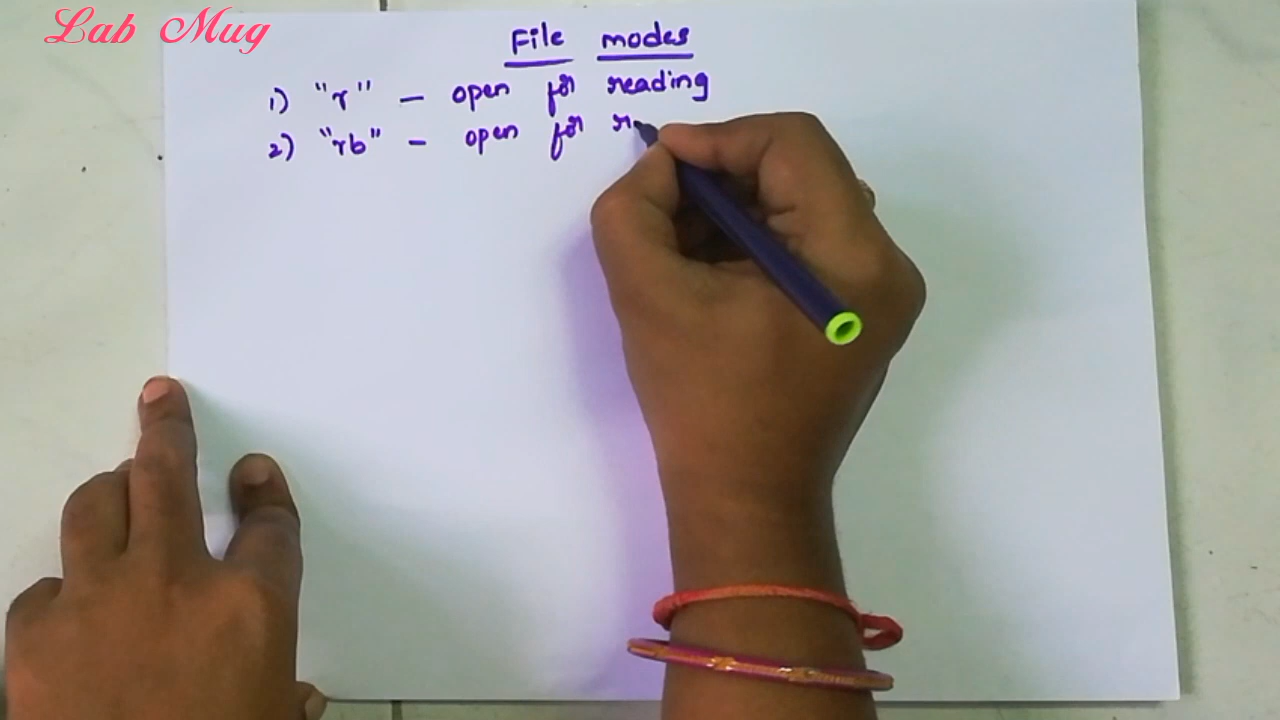 Lab Mug
File modes
1) "r" – open for reading
2) "rb" – open for